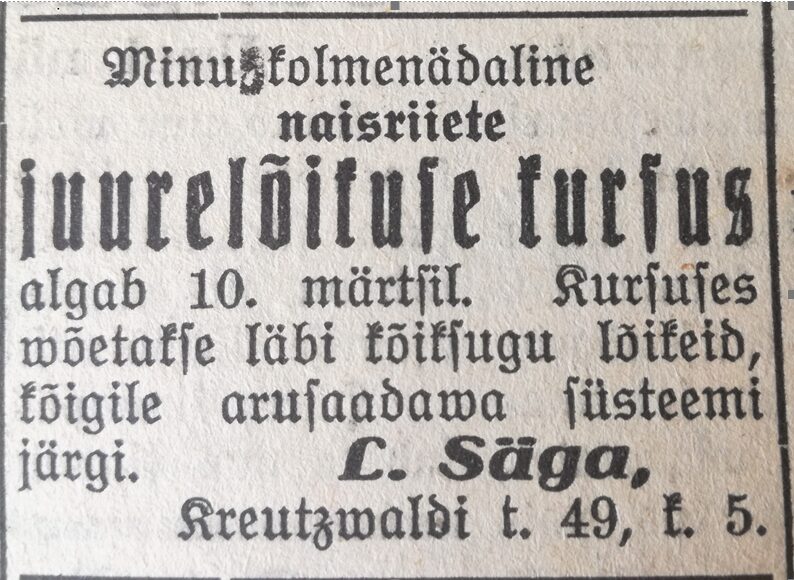 Minu kolmenädaline
naisriiete
juurelõikuse kursus
algab 10. märtsil. Kursuses
wõetakse läbi kõiksugu lõikeid,
kõigile arusaadawa süsteemi
järgi. L. Säga,
Kreutzwaldi t. 49, k. 5.